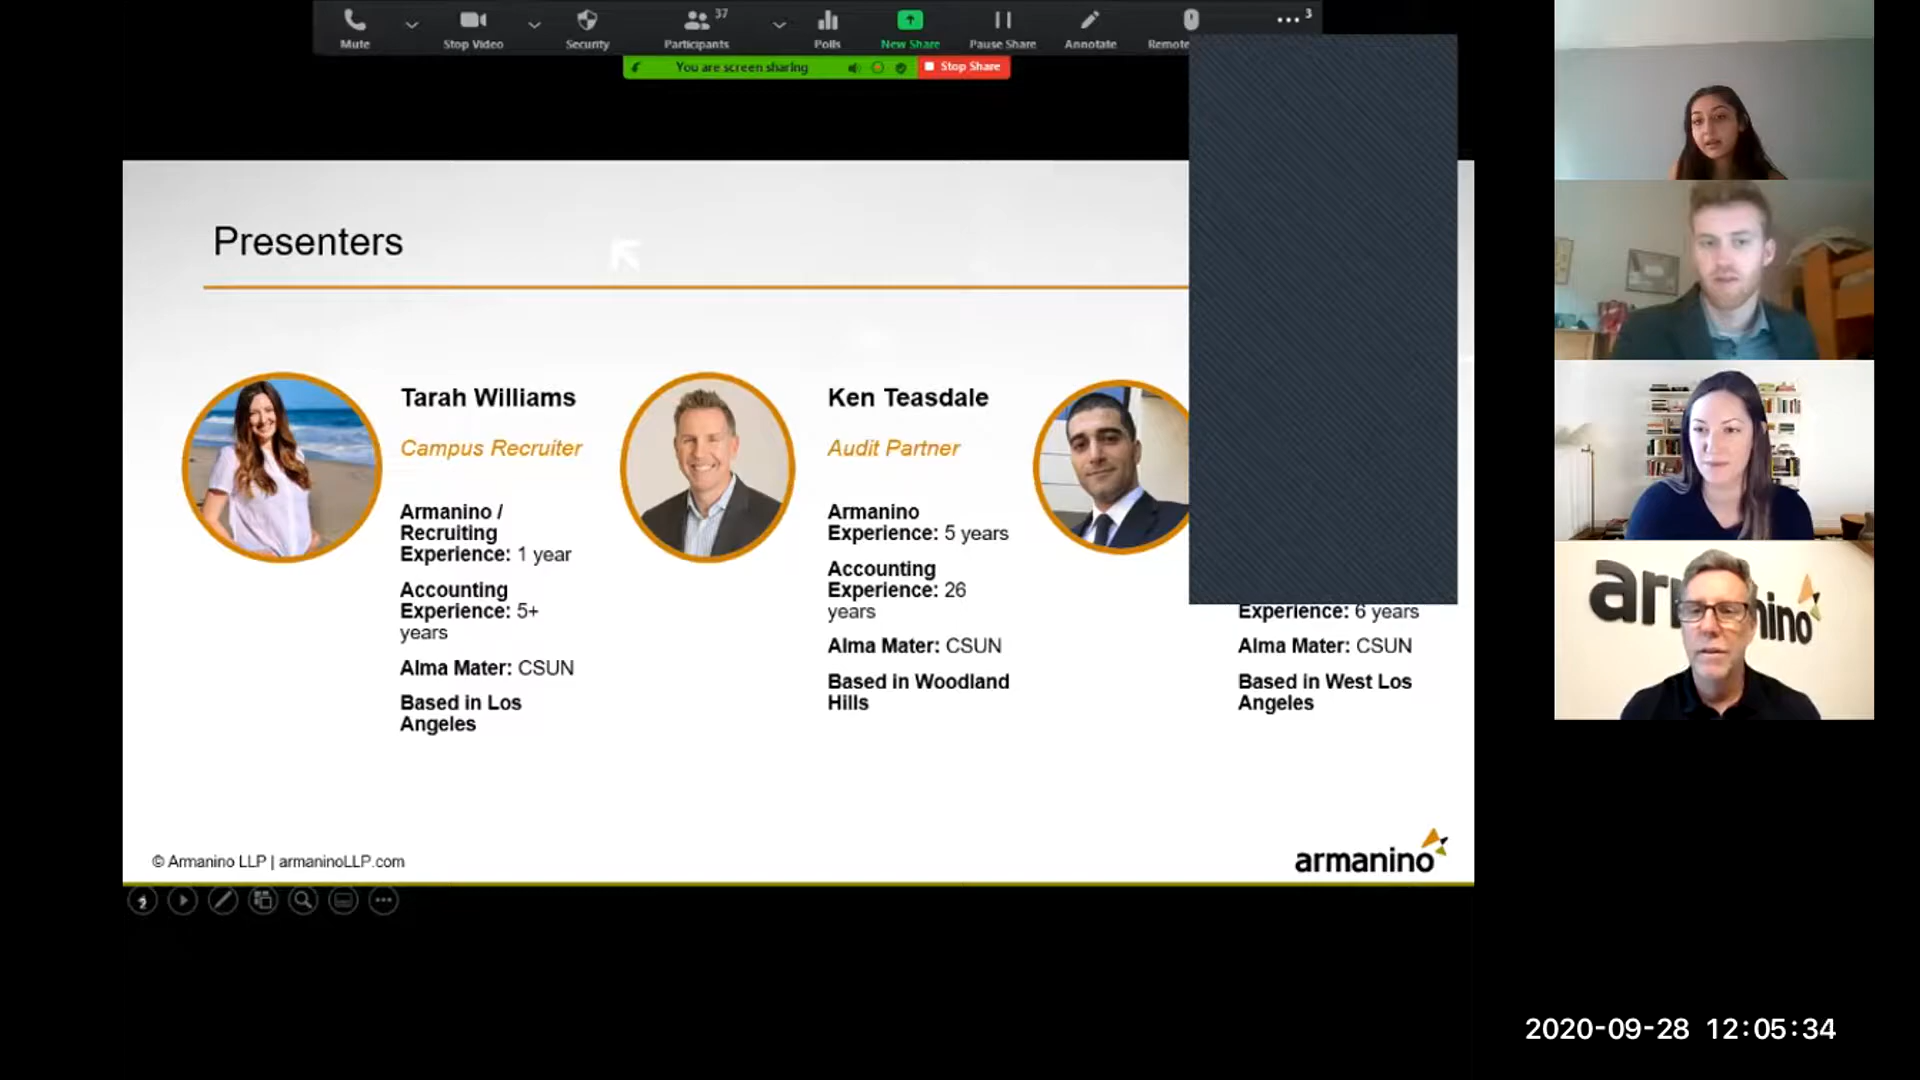 37
3
Mute
Stop Video
Security
Participants
Polls
New Share
Pause Share
Annotate
Remote
You are screen sharing
Stop Share
Presenters
Tarah Williams
Campus Recruiter
Armanino /
Recruiting
Experience: 1 year
Accounting
Experience: 5+
years
Alma Mater: CSUN
Based in Los
Angeles
Ken Teasdale
Audit Partner
Armanino
Experience: 5 years
Accounting
Experience: 26
years
Alma Mater: CSUN
Based in Woodland
Hills
Experience: 6 years
Alma Mater: CSUN
Based in West Los
Angeles
© Armanino LLP | armaninoLLP.com
armanino
2
ar nino
2020-09-28 12:05:34